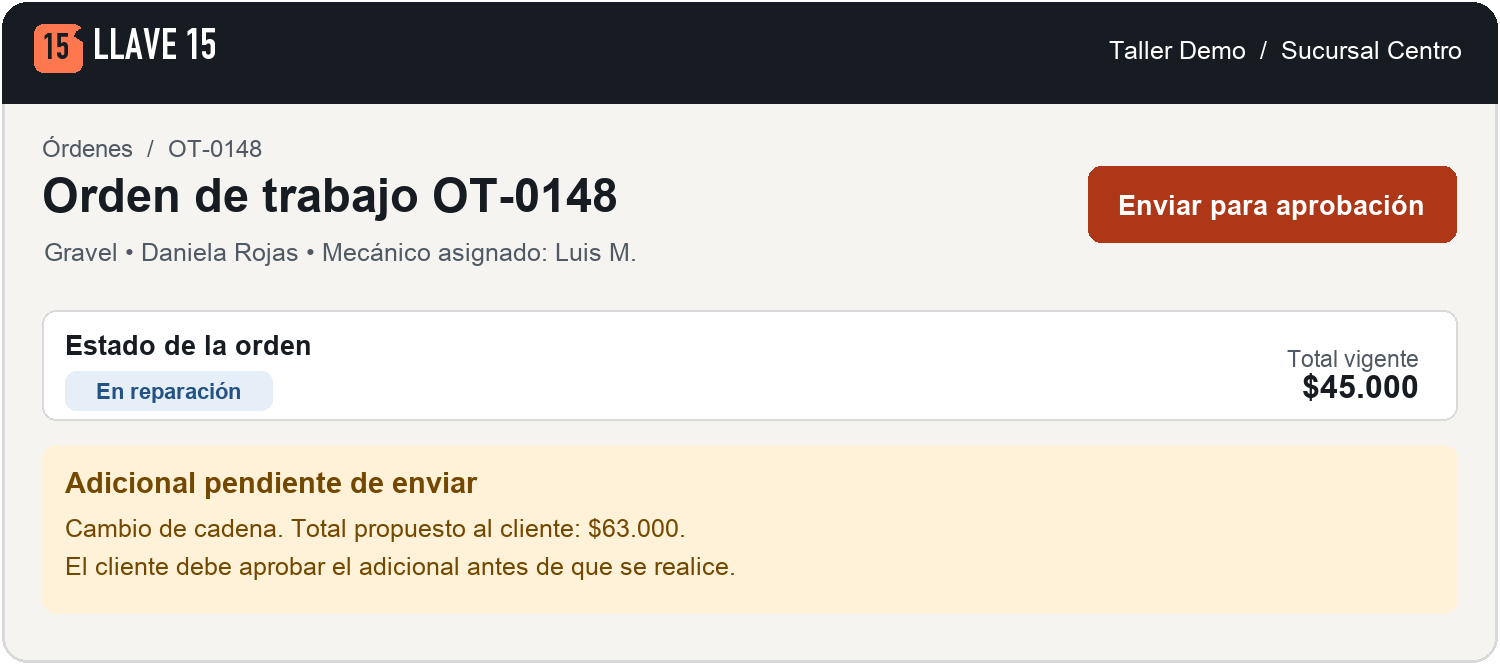 15 LLAVE 15
Taller Demo / Sucursal Centro
Órdenes / OT-0148
Orden de trabajo OT-0148
Enviar para aprobación
Gravel • Daniela Rojas • Mecánico asignado: Luis M.
Estado de la orden
En reparación
Total vigente
$45.000
Adicional pendiente de enviar
Cambio de cadena. Total propuesto al cliente: $63.000.
El cliente debe aprobar el adicional antes de que se realice.